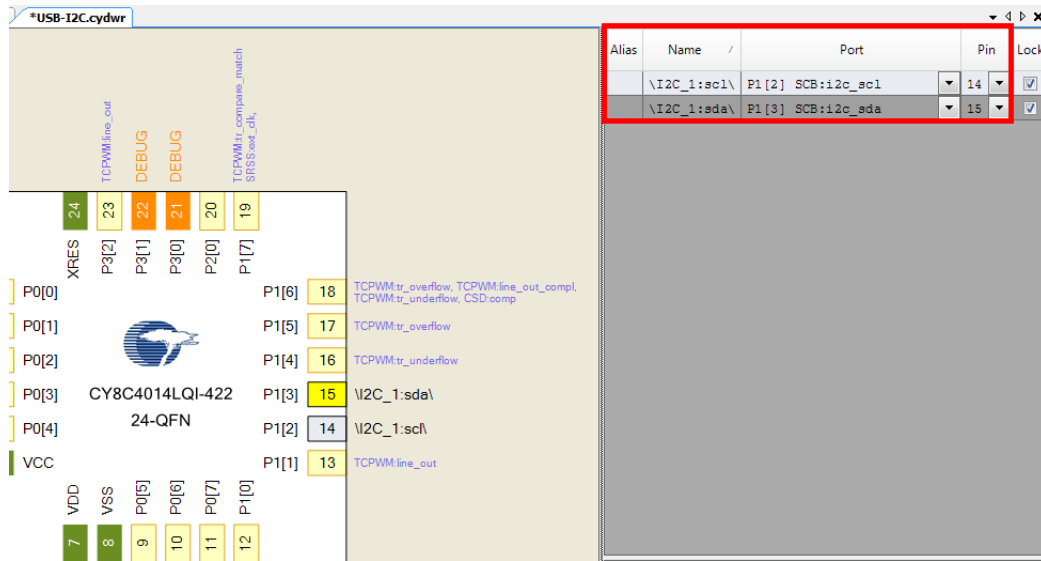 *USB-I2C.cydwr
Alias Name / Port Pin Lock
\I2C_1:scl\ P1[2] SCB:i2c_scl 14
\I2C_1:sda\ P1[3] SCB:i2c_sda 15
TCPWM:line_out
DEBUG
DEBUG
TCPWM:tr_compare_match
SRSS:ext_clk,
24 23 22 21 20 19
XRES P3[2] P3[1] P3[0] P2[0] P1[7]
P0[0]
P0[1]
P0[2]
P0[3]
P0[4]
VCC
CY8C4014LQI-422
24-QFN
P1[6] 18 TCPWM:tr_overflow, TCPWM:line_out_compl,
TCPWM:tr_underflow, CSD:comp
P1[5] 17 TCPWM:tr_overflow
P1[4] 16 TCPWM:tr_underflow
P1[3] 15 \I2C_1:sda\
P1[2] 14 \I2C_1:scl\
P1[1] 13 TCPWM:line_out
VDD VSS P0[5] P0[6] P0[7] P1[0]
7 8 9 10 11 12